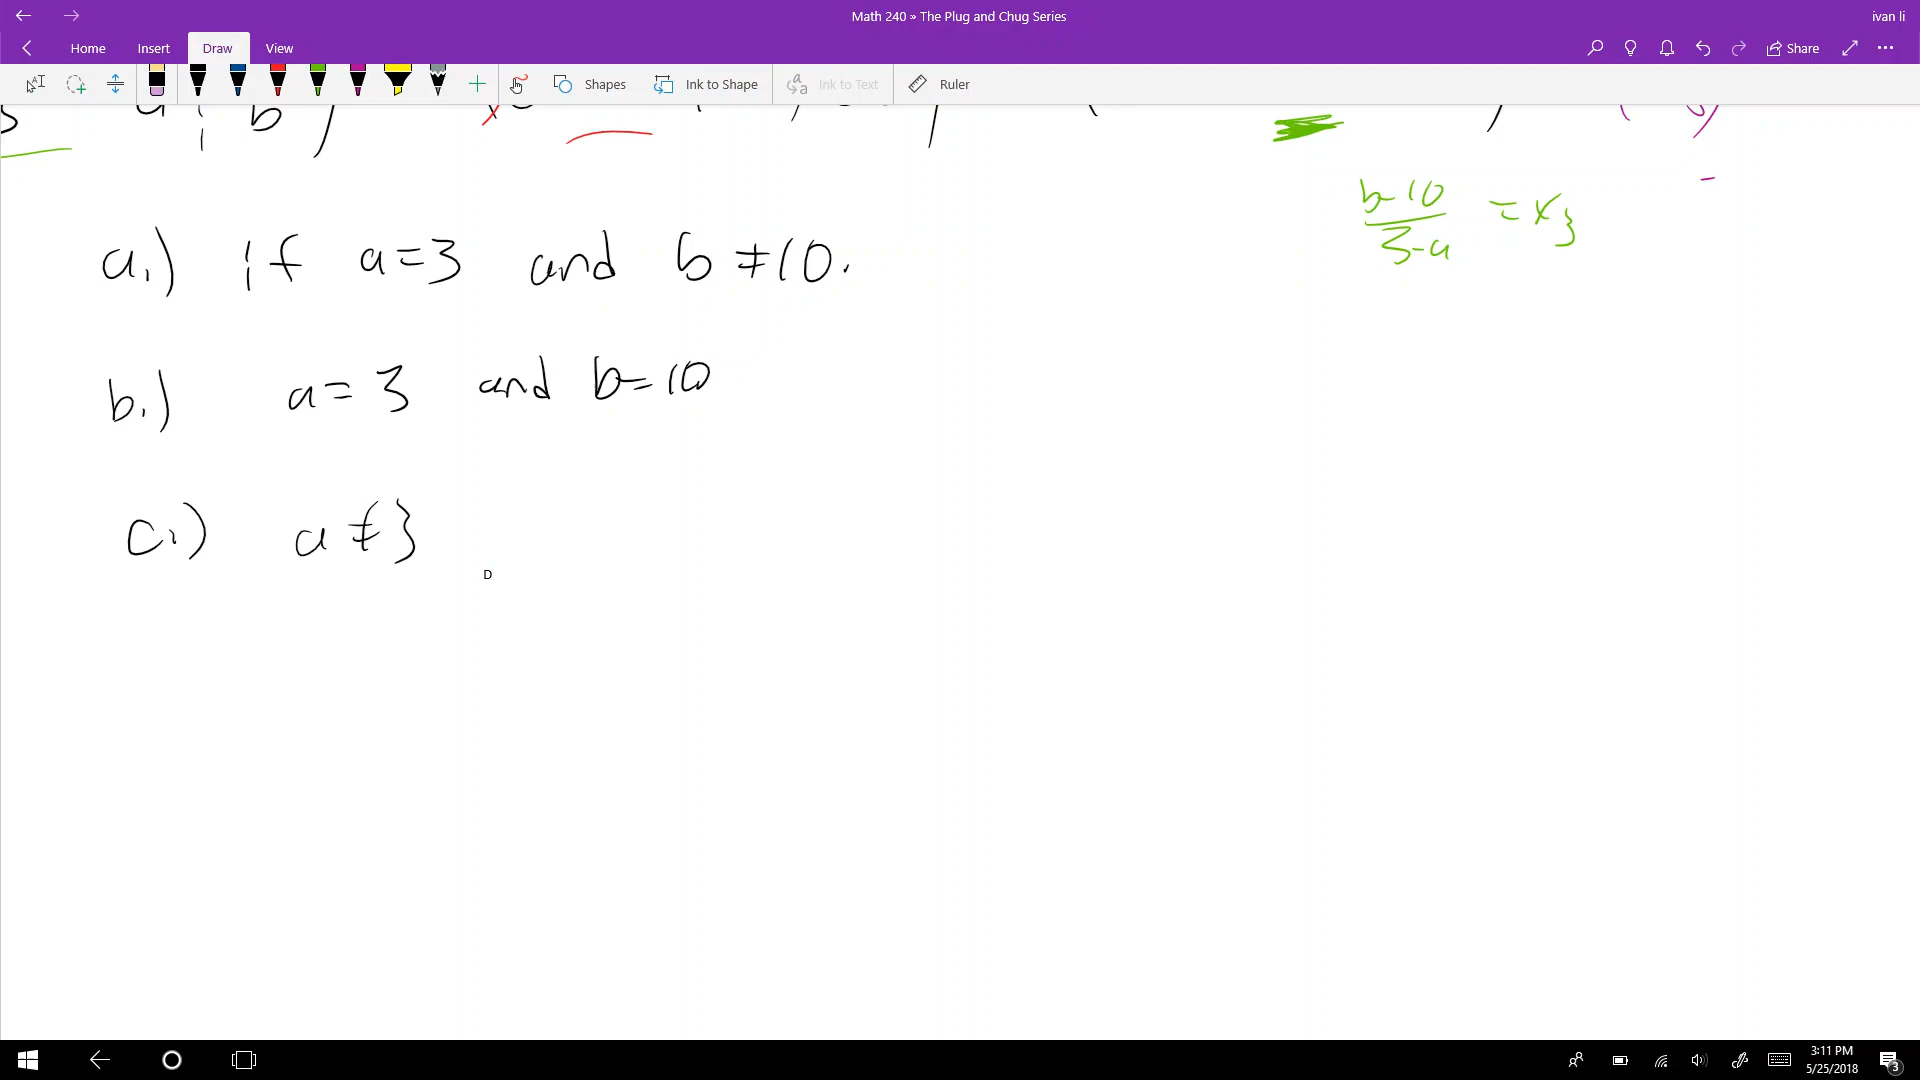 Math 240 » The Plug and Chug Series
ivan li
Home Insert Draw View
Share
Shapes
Ink to Shape
Ink to Text
Ruler
b-10
3-a
= x3
a.) if a=3 and b≠10.
b.) a=3 and b=10
c.) a≠3
3:11 PM
5/25/2018
3